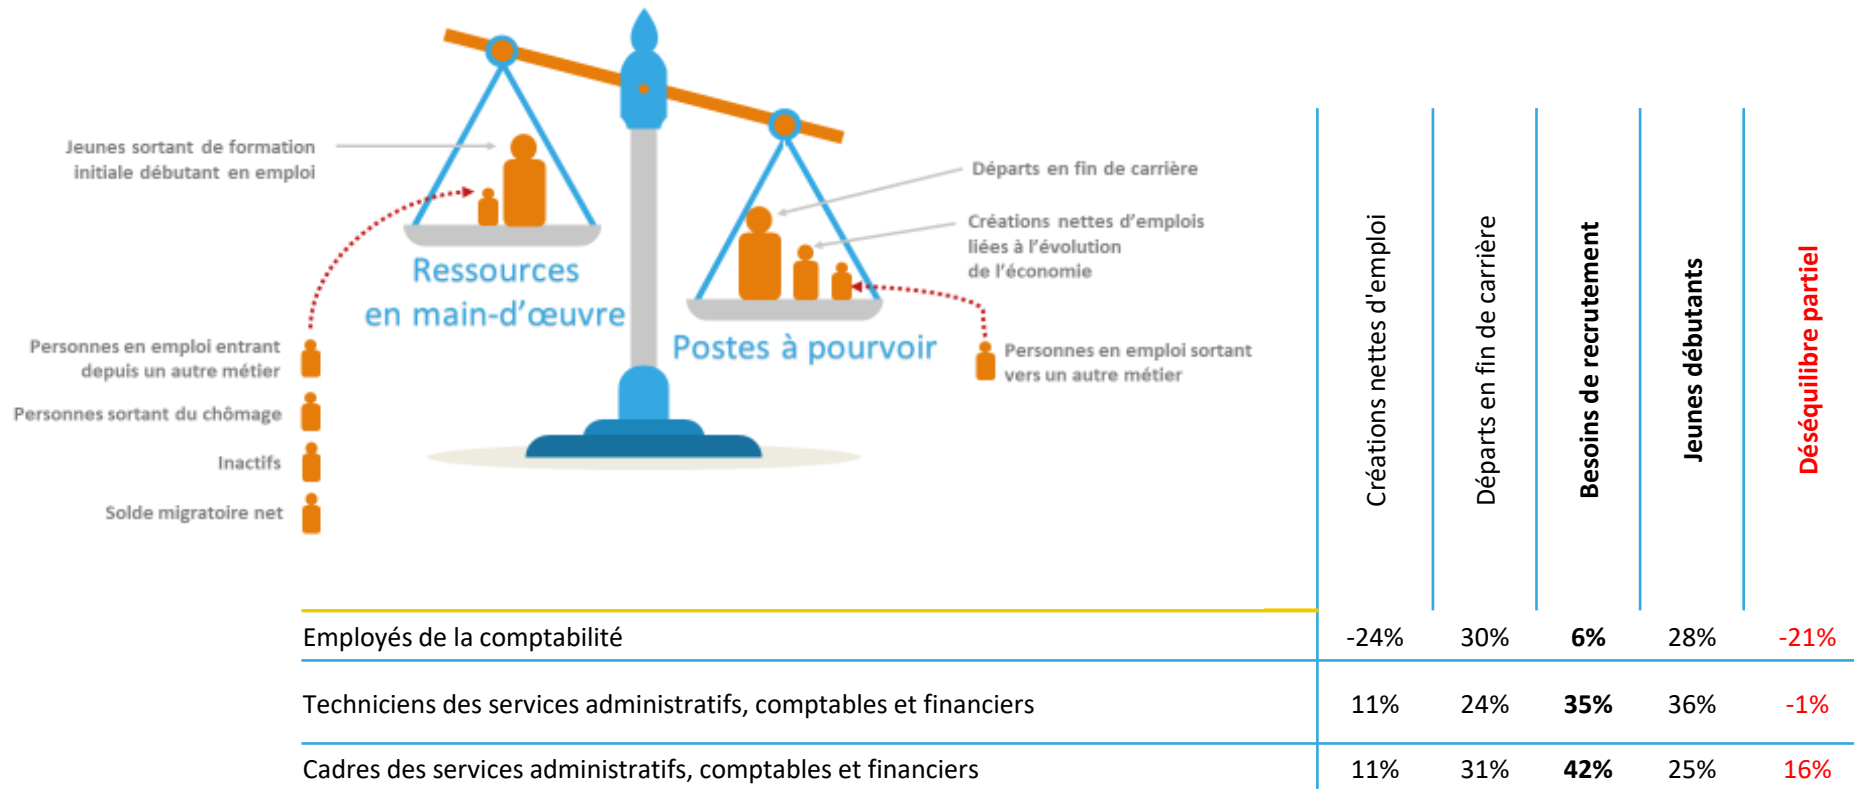 Jeunes sortant de formation
initiale débutant en emploi
Ressources
en main-d'œuvre
Personnes en emploi entrant
depuis un autre métier
Personnes sortant du chômage
Inactifs
Solde migratoire net
Départs en fin de carrière
Créations nettes d'emplois
liées à l'évolution
de l'économie
Postes à pourvoir
Personnes en emploi sortant
vers un autre métier
Créations nettes d'emploi
Départs en fin de carrière
Besoins de recrutement
Jeunes débutants
Déséquilibre partiel
Employés de la comptabilité -24% 30% 6% 28% -21%
Techniciens des services administratifs, comptables et financiers 11% 24% 35% 36% -1%
Cadres des services administratifs, comptables et financiers 11% 31% 42% 25% 16%